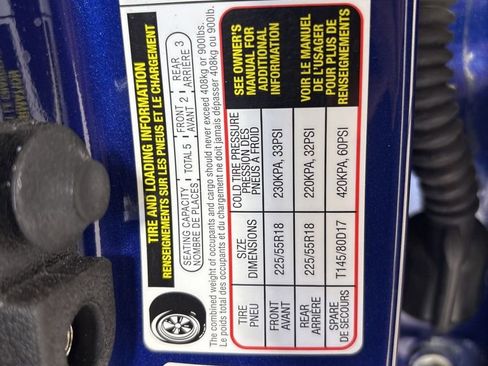 TIRE AND LOADING INFORMATION
RENSEIGNEMENTS SUR LES PNEUS ET LE CHARGEMENT
SEATING CAPACITY TOTAL 5 FRONT 2 REAR 3
NOMBRE DE PLACES AVANT ARRIÈRE
The combined weight of occupants and cargo should never exceed 408kg or 900lbs.
Le poids total des occupants et du chargement ne doit jamais dépasser 408kg ou 900lb.
TIRE SIZE COLD TIRE PRESSURE
PNEU DIMENSIONS PRESSION DES PNEUS A FROID
FRONT 225/55R18 230KPA, 33PSI
AVANT
REAR 225/55R18 220KPA, 32PSI
ARRIÈRE
SPARE T145/80D17 420KPA, 60PSI
DE SECOURS
SEE OWNER'S
MANUAL FOR
ADDITIONAL
INFORMATION
VOIR LE MANUEL
DE L'USAGER
POUR PLUS DE
RENSEIGNEMENTS